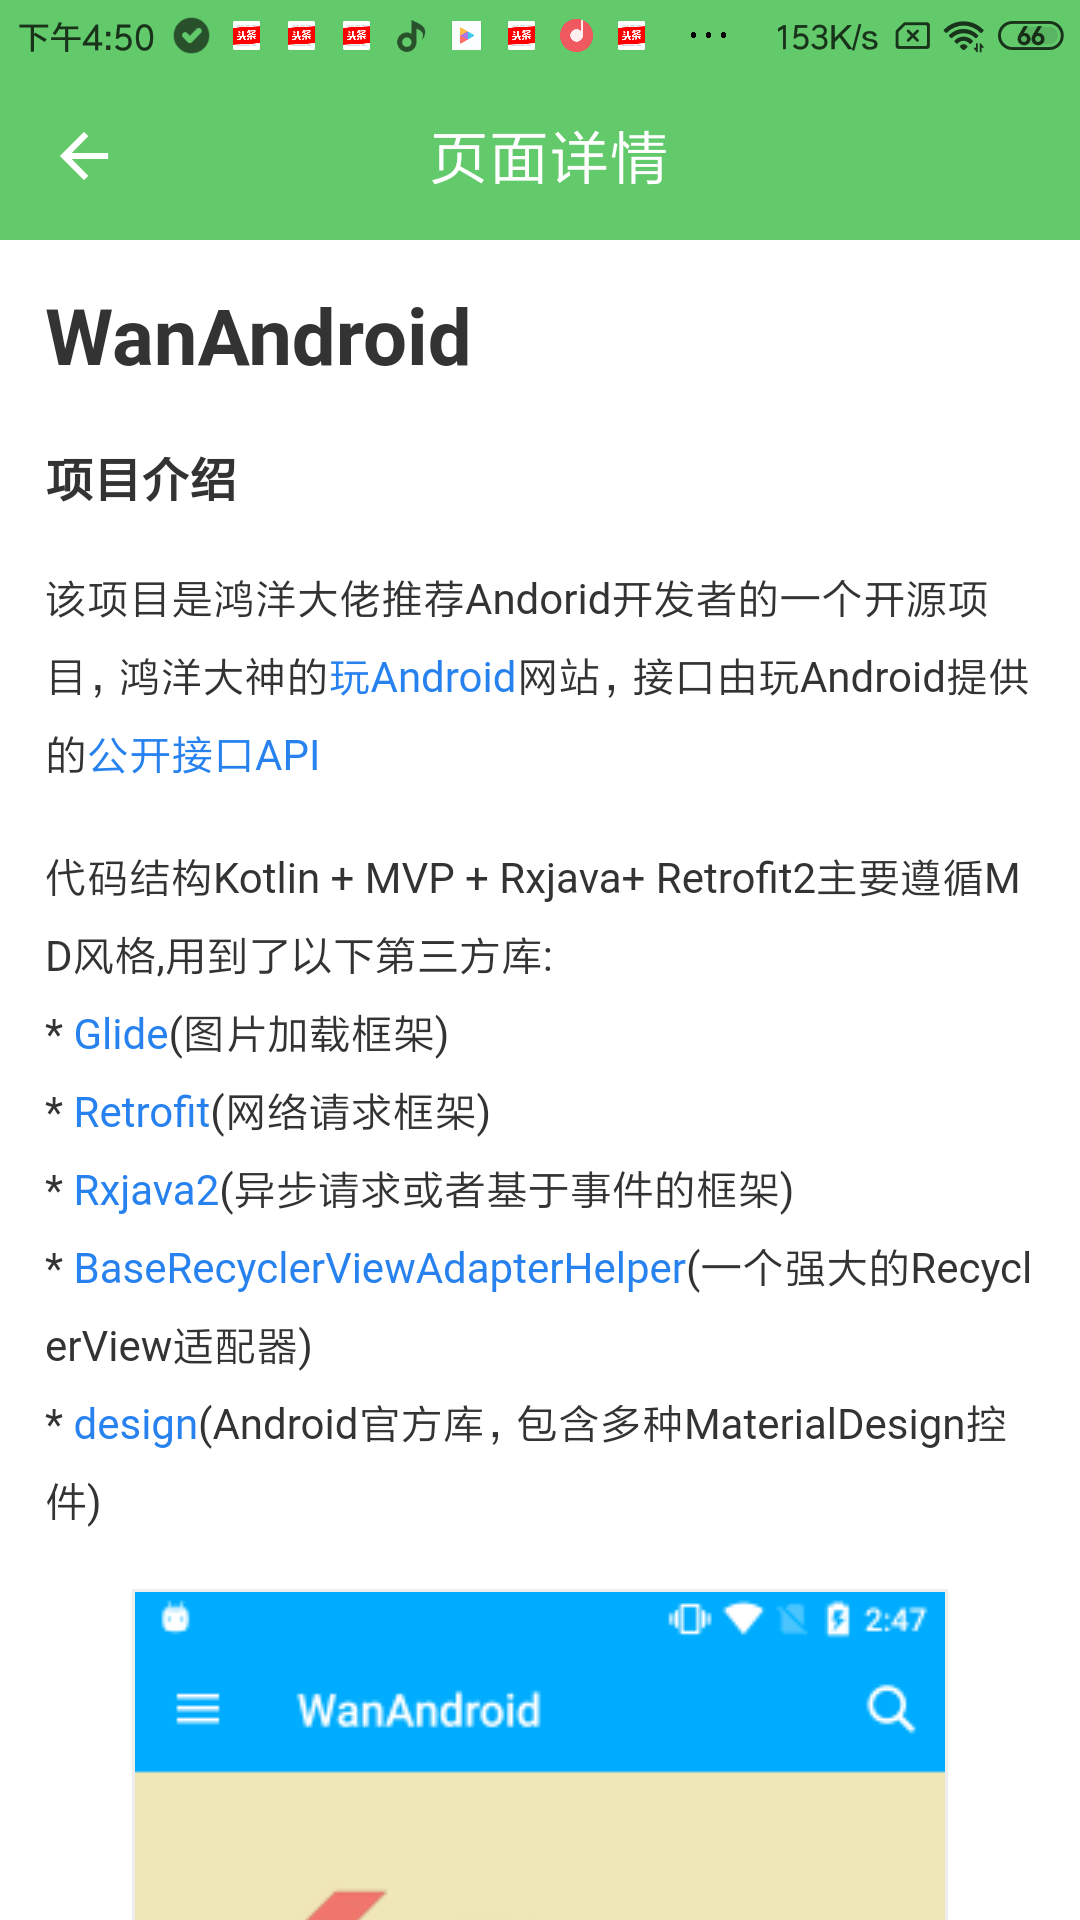 下午4:50 头条 头条 头条 头条 头条 ... 153K/s 66
页面详情
WanAndroid
项目介绍
该项目是鸿洋大佬推荐Andorid开发者的一个开源项
目，鸿洋大神的玩Android网站，接口由玩Android提供
的公开接口API
代码结构Kotlin + MVP + Rxjava+ Retrofit2主要遵循M
D风格,用到了以下第三方库:
* Glide(图片加载框架)
* Retrofit(网络请求框架)
* Rxjava2(异步请求或者基于事件的框架)
* BaseRecyclerViewAdapterHelper(一个强大的Recycl
erView适配器)
* design(Android官方库，包含多种MaterialDesign控
件)
2:47
WanAndroid